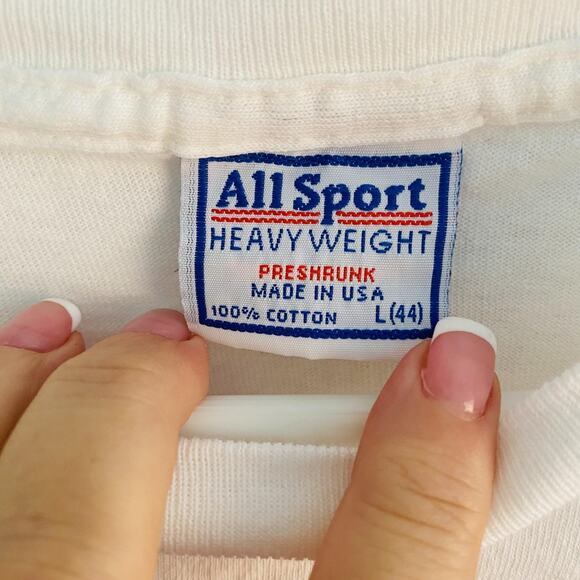 All Sport
HEAVY WEIGHT
PRESHRUNK
MADE IN USA
100% COTTON L(44)